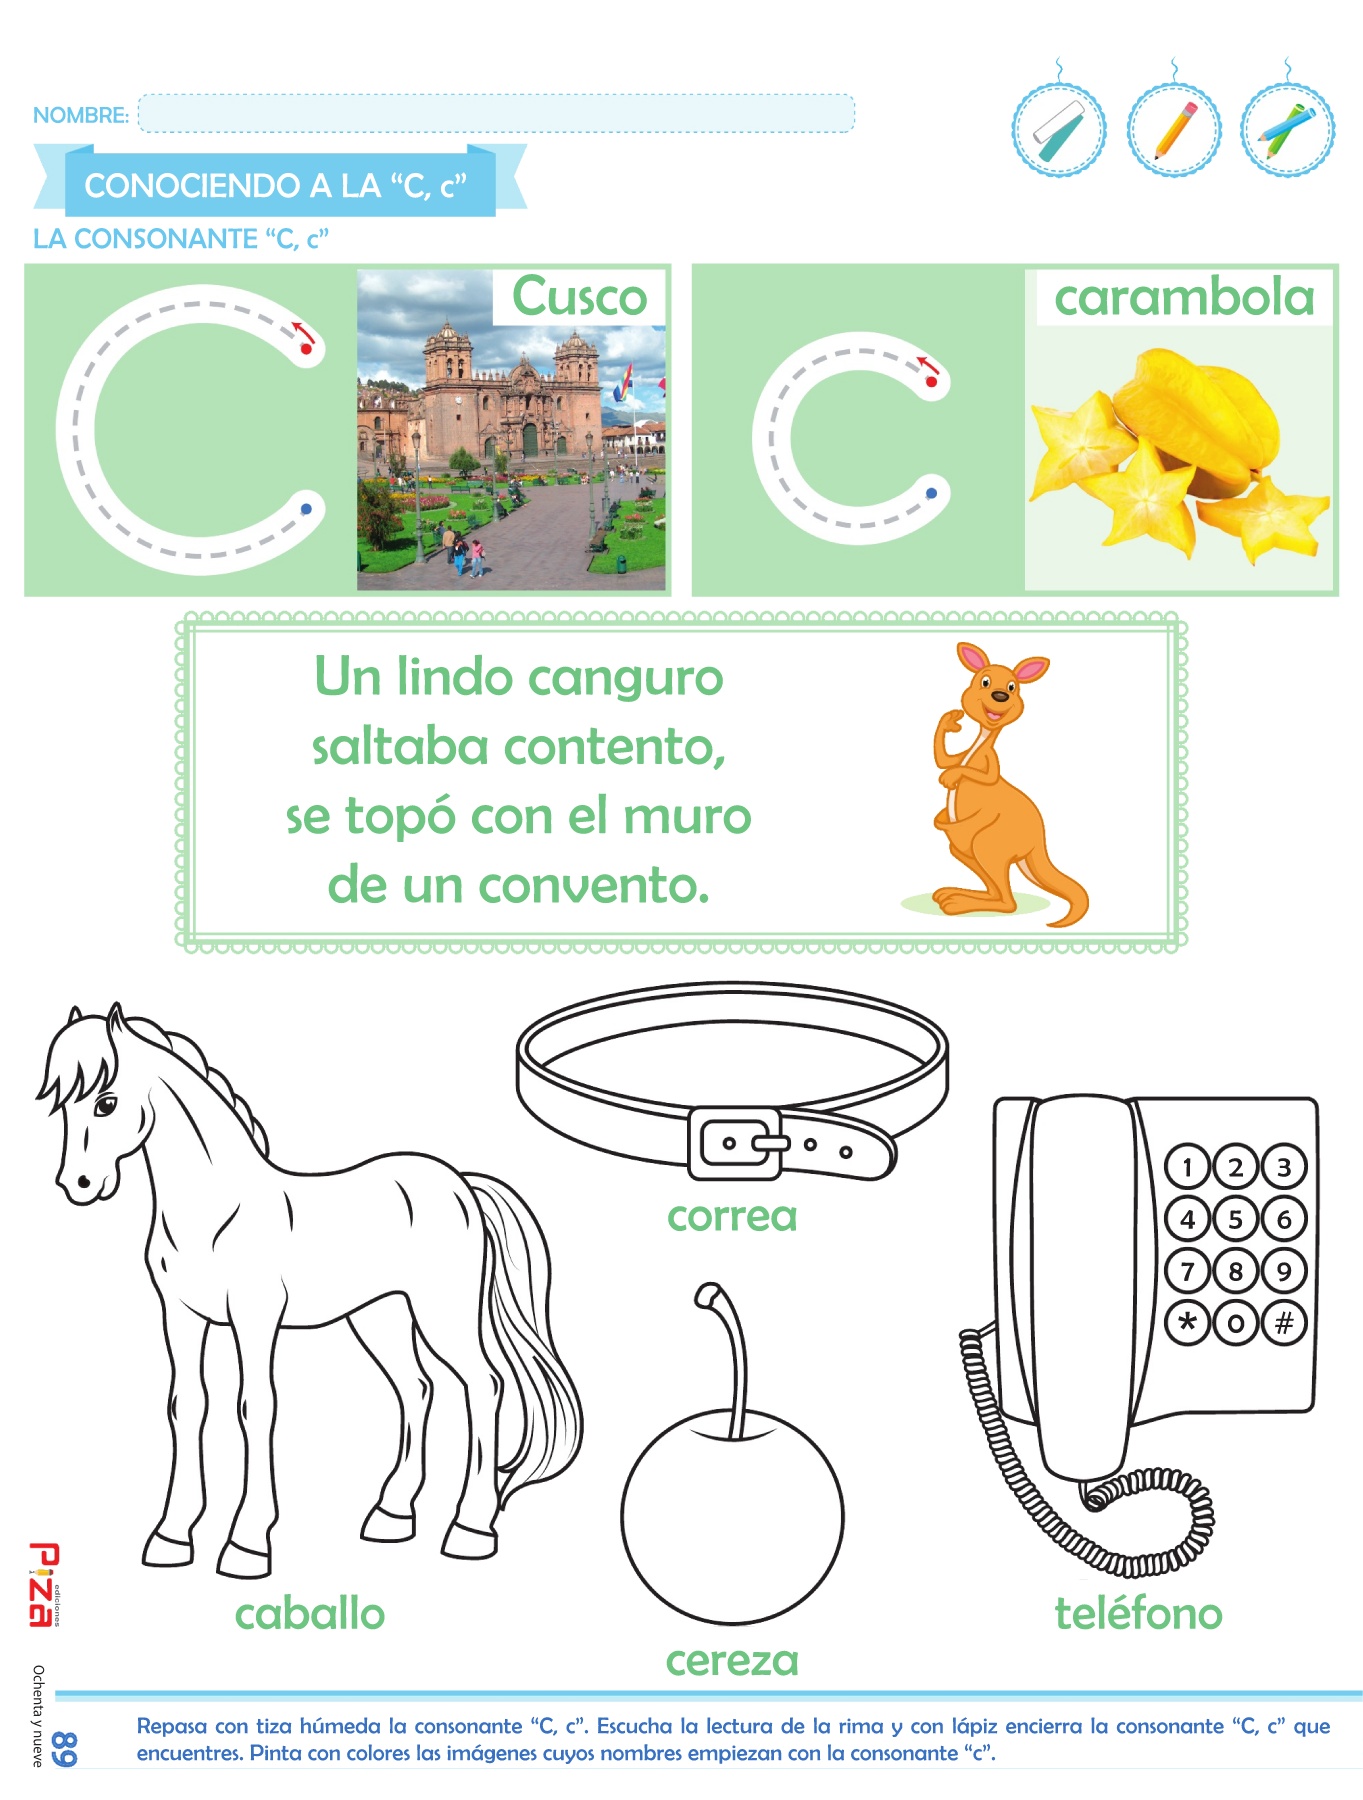 NOMBRE:
CONOCIENDO A LA “C, c”
LA CONSONANTE “C, c”
C
Cusco
c
carambola
Un lindo canguro
saltaba contento,
se topó con el muro
de un convento.
correa
1 2 3
4 5 6
7 8 9
* 0 #
caballo
cereza
teléfono
Piza
ediciones
Ochenta y nueve
89
Repasa con tiza húmeda la consonante “C, c”. Escucha la lectura de la rima y con lápiz encierra la consonante “C, c” que
encuentres. Pinta con colores las imágenes cuyos nombres empiezan con la consonante “c”.